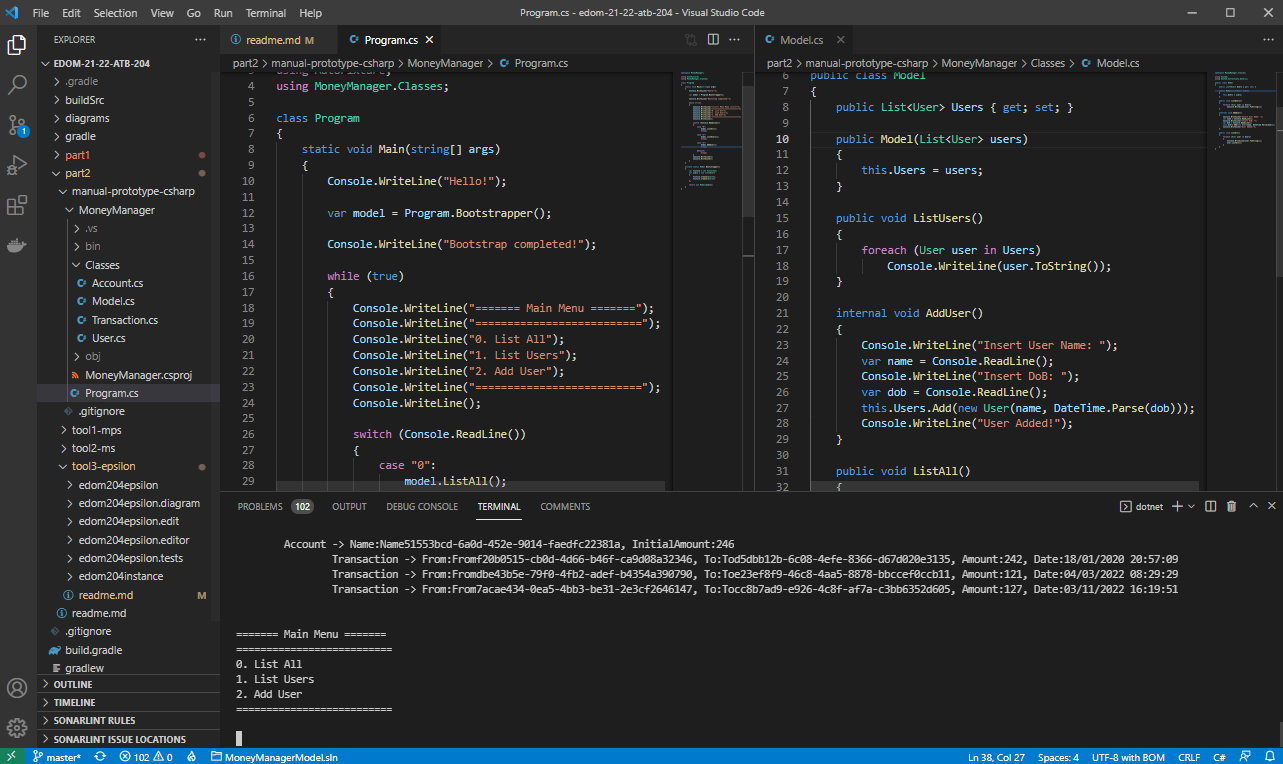 File Edit Selection View Go Run Terminal Help
Program.cs - edom-21-22-atb-204 - Visual Studio Code
EXPLORER
EDOM-21-22-ATB-204
.gradle
buildSrc
diagrams
gradle
part1
part2
manual-prototype-csharp
MoneyManager
.vs
bin
Classes
Account.cs
Model.cs
Transaction.cs
User.cs
obj
MoneyManager.csproj
Program.cs
.gitignore
tool1-mps
tool2-ms
tool3-epsilon
edom204epsilon
edom204epsilon.diagram
edom204epsilon.edit
edom204epsilon.editor
edom204epsilon.tests
edom204instance
readme.md M
readme.md
.gitignore
build.gradle
gradlew
OUTLINE
TIMELINE
SONARLINT RULES
SONARLINT ISSUE LOCATIONS
1
readme.md M
Program.cs
part2 > manual-prototype-csharp > MoneyManager > Program.cs
4 using MoneyManager.Classes;
5
6 class Program
7 {
8 static void Main(string[] args)
9 {
10 Console.WriteLine("Hello!");
11
12 var model = Program.Bootstrapper();
13
14 Console.WriteLine("Bootstrap completed!");
15
16 while (true)
17 {
18 Console.WriteLine("======= Main Menu =======");
19 Console.WriteLine("==========================");
20 Console.WriteLine("0. List All");
21 Console.WriteLine("1. List Users");
22 Console.WriteLine("2. Add User");
23 Console.WriteLine("==========================");
24 Console.WriteLine();
25
26 switch (Console.ReadLine())
27 {
28 case "0":
29 model.ListAll();
Model.cs
part2 > manual-prototype-csharp > MoneyManager > Classes > Model.cs
6 public class Model
7 {
8 public List<User> Users { get; set; }
9
10 public Model(List<User> users)
11 {
12 this.Users = users;
13 }
14
15 public void ListUsers()
16 {
17 foreach (User user in Users)
18 Console.WriteLine(user.ToString());
19 }
20
21 internal void AddUser()
22 {
23 Console.WriteLine("Insert User Name: ");
24 var name = Console.ReadLine();
25 Console.WriteLine("Insert DoB: ");
26 var dob = Console.ReadLine();
27 this.Users.Add(new User(name, DateTime.Parse(dob)));
28 Console.WriteLine("User Added!");
29 }
30
31 public void ListAll()
32 {
PROBLEMS 102 OUTPUT DEBUG CONSOLE TERMINAL COMMENTS
dotnet
Account -> Name:Name51553bcd-6a0d-452e-9014-faedfc22381a, InitialAmount:246
Transaction -> From:Fromf20b0515-cb0d-4d66-b46f-ca9d08a32346, To:Tod5dbb12b-6c08-4efe-8366-d67d020e3135, Amount:242, Date:18/01/2020 20:57:09
Transaction -> From:Fromdbe43b5e-79f0-4fb2-adef-b4354a390790, To:Toe23ef8f9-46c8-4aa5-8878-bbccef0ccb11, Amount:121, Date:04/03/2022 08:29:29
Transaction -> From:From7acae434-0ea5-4bb3-be31-2e3cf2646147, To:Tocc8b7ad9-e926-4c8f-af7a-c3bb6352d605, Amount:127, Date:03/11/2022 16:19:51
======= Main Menu =======
==========================
0. List All
1. List Users
2. Add User
==========================
master* 102 0 MoneyManagerModel.sln
Ln 38, Col 27 Spaces: 4 UTF-8 with BOM CRLF C#